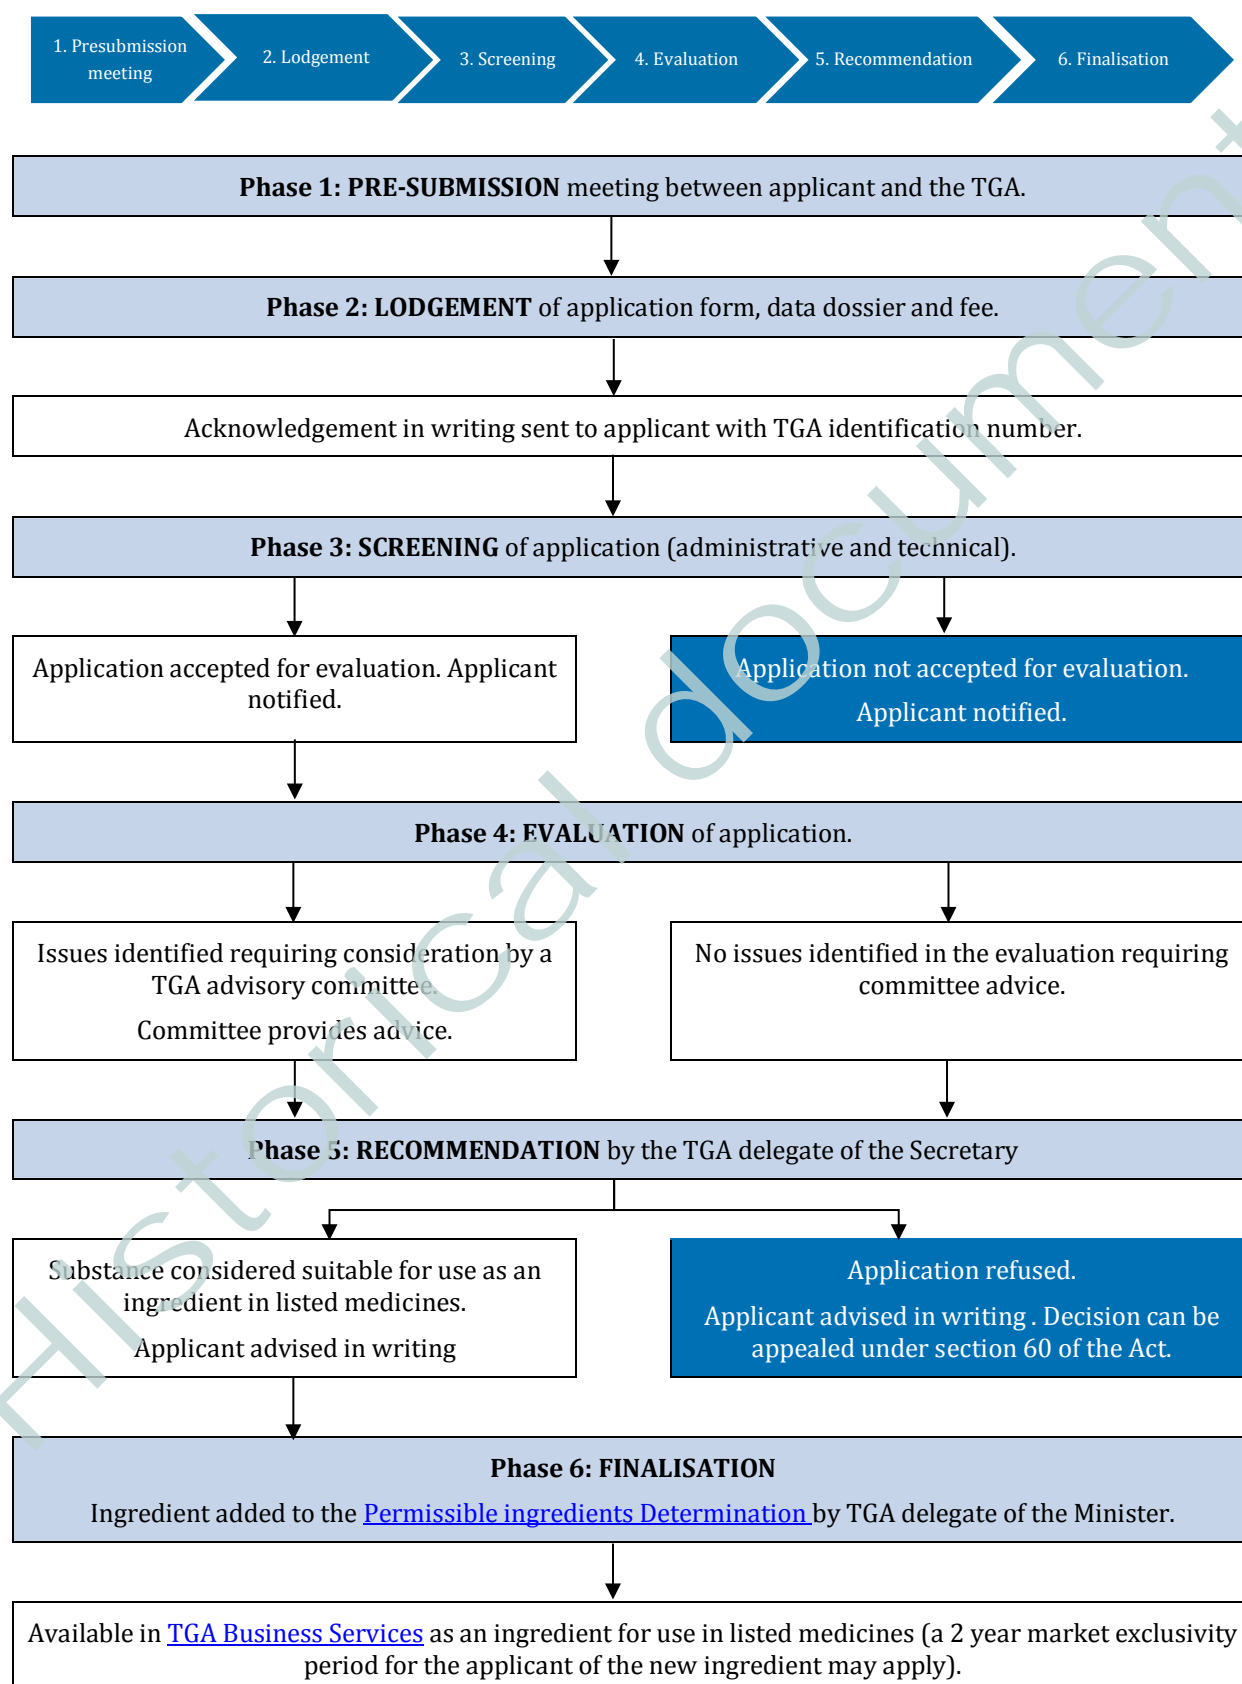 1. Presubmission
meeting
2. Lodgement
3. Screening
4. Evaluation
5. Recommendation
6. Finalisation
Phase 1: PRE-SUBMISSION meeting between applicant and the TGA.
Phase 2: LODGEMENT of application form, data dossier and fee.
Acknowledgement in writing sent to applicant with TGA identification number.
Phase 3: SCREENING of application (administrative and technical).
Application accepted for evaluation. Applicant
notified.
Application not accepted for evaluation.
Applicant notified.
Phase 4: EVALUATION of application.
Issues identified requiring consideration by a
TGA advisory committee.
Committee provides advice.
No issues identified in the evaluation requiring
committee advice.
Phase 5: RECOMMENDATION by the TGA delegate of the Secretary
Substance considered suitable for use as an
ingredient in listed medicines.
Applicant advised in writing
Application refused.
Applicant advised in writing . Decision can be
appealed under section 60 of the Act.
Phase 6: FINALISATION
Ingredient added to the Permissible ingredients Determination by TGA delegate of the Minister.
Available in TGA Business Services as an ingredient for use in listed medicines (a 2 year market exclusivity
period for the applicant of the new ingredient may apply).
Historical document